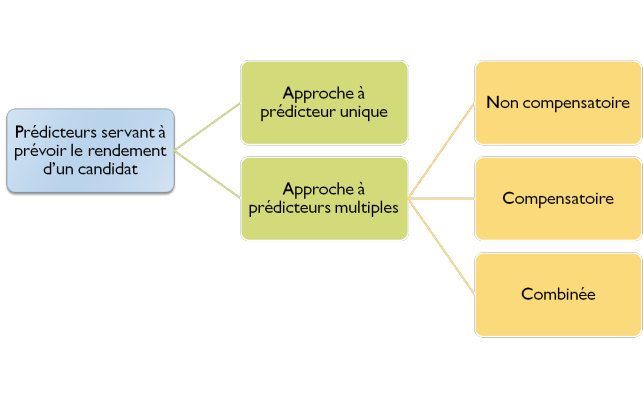 Prédicteurs servant à
prévoir le rendement
d'un candidat
Approche à
prédicteur unique
Approche à
prédicteurs multiples
Non compensatoire
Compensatoire
Combinée